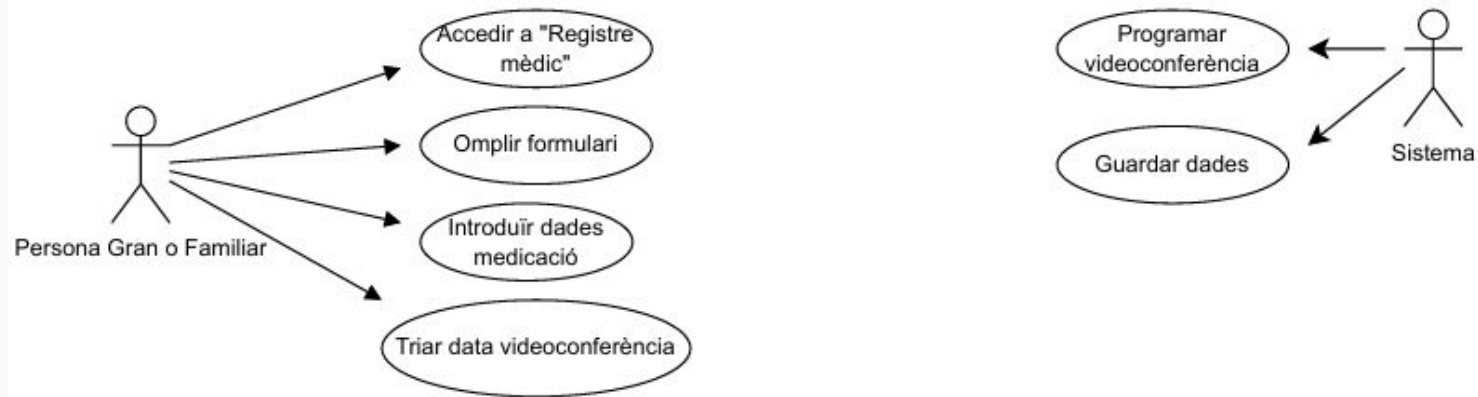 Accedir a "Registre
mèdic"
Omplir formulari
Introduïr dades
medicació
Triar data videoconferència
Persona Gran o Familiar
Programar
videoconferència
Guardar dades
Sistema